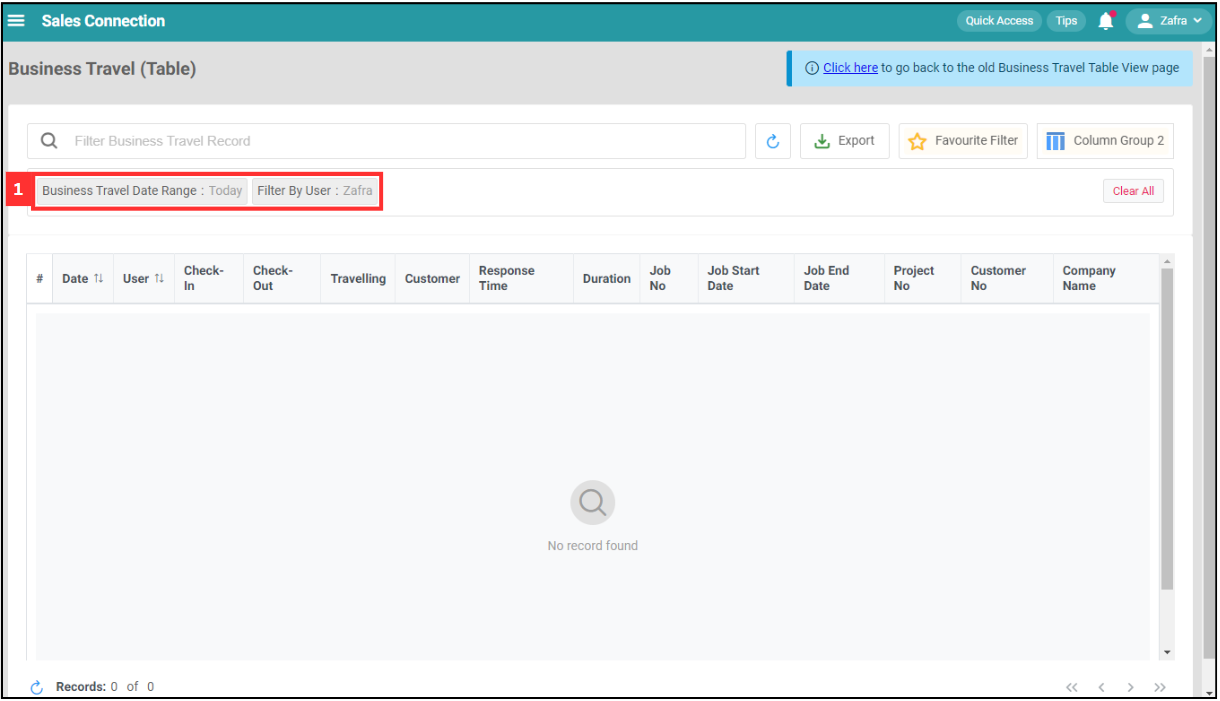 Sales Connection Quick Access Tips Zafra
Business Travel (Table) Click here to go back to the old Business Travel Table View page
Filter Business Travel Record Export Favourite Filter Column Group 2
1 Business Travel Date Range : Today Filter By User : Zafra Clear All
# Date User Check-In Check-Out Travelling Customer Response Time Duration Job No Job Start Date Job End Date Project No Customer No Company Name
No record found
Records: 0 of 0